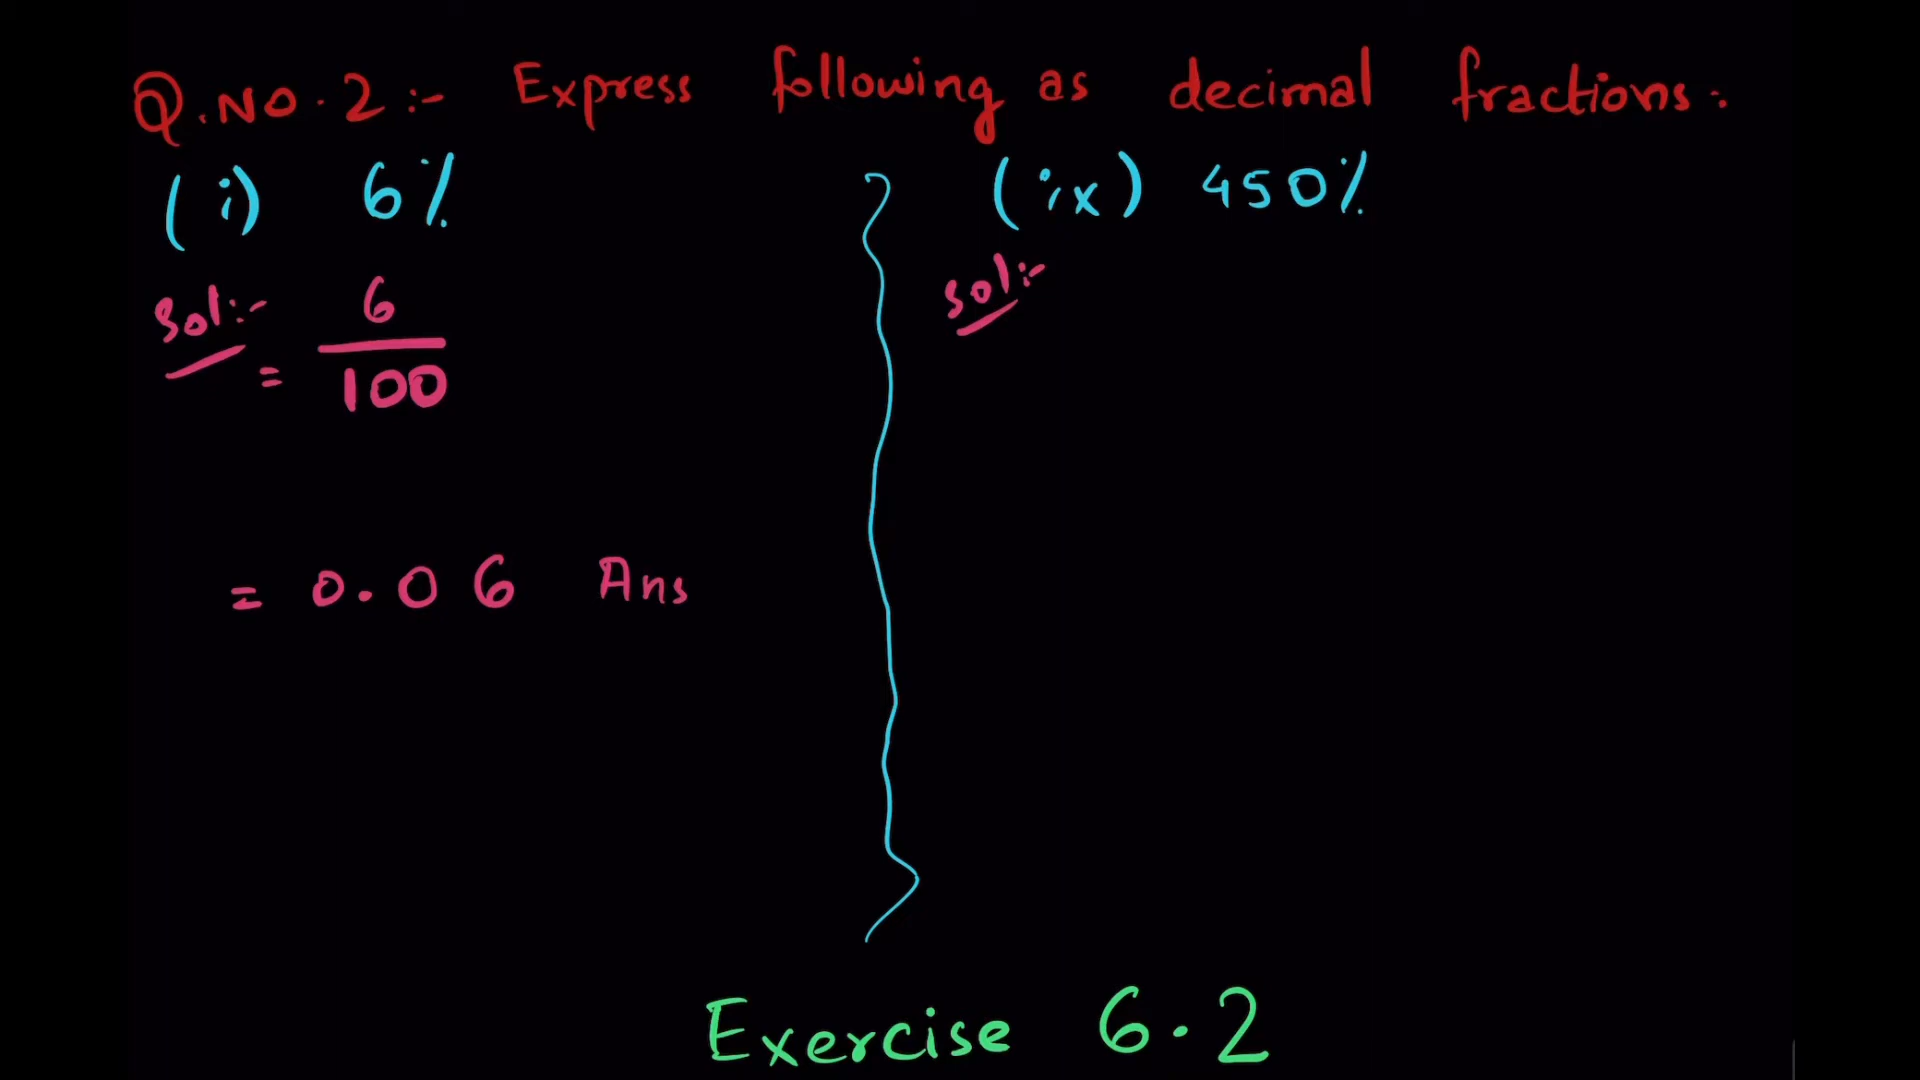 Q.NO.2:- Express following as decimal fractions.
(i) 6%
Sol:- = 6/100
= 0.06 Ans
(ix) 450%
Sol:-
Exercise 6.2